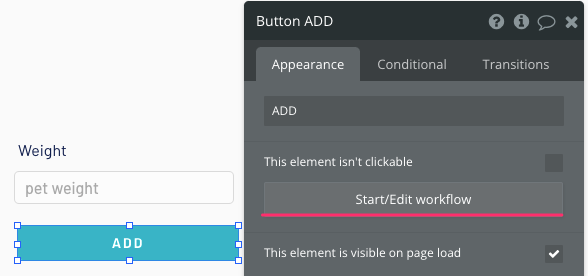 Button ADD
Appearance
Conditional
Transitions
ADD
This element isn't clickable
Start/Edit workflow
This element is visible on page load
Weight
pet weight
ADD